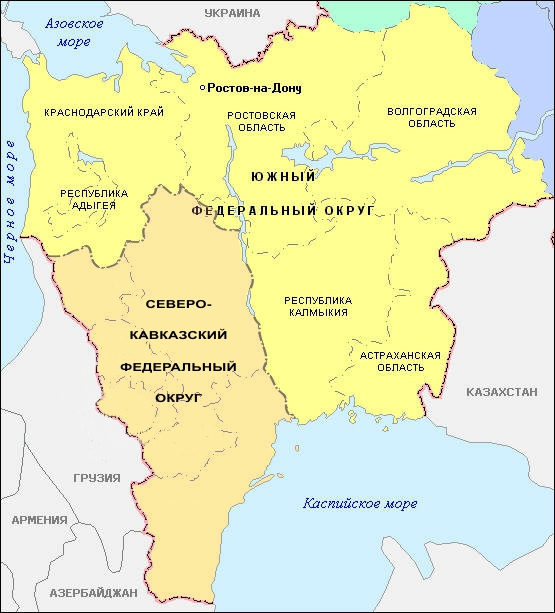 УКРАИНА
Азовское
море
Ростов-на-Дону
КРАСНОДАРСКИЙ КРАЙ
РОСТОВСКАЯ
ОБЛАСТЬ
ВОЛГОГРАДСКАЯ
ОБЛАСТЬ
Черное море
ЮЖНЫЙ
ФЕДЕРАЛЬНЫЙ ОКРУГ
РЕСПУБЛИКА
АДЫГЕЯ
СЕВЕРО-
КАВКАЗСКИЙ
ФЕДЕРАЛЬНЫЙ
ОКРУГ
РЕСПУБЛИКА
КАЛМЫКИЯ
АСТРАХАНСКАЯ
ОБЛАСТЬ
КАЗАХСТАН
ГРУЗИЯ
Каспийское море
АРМЕНИЯ
АЗЕРБАЙДЖАН